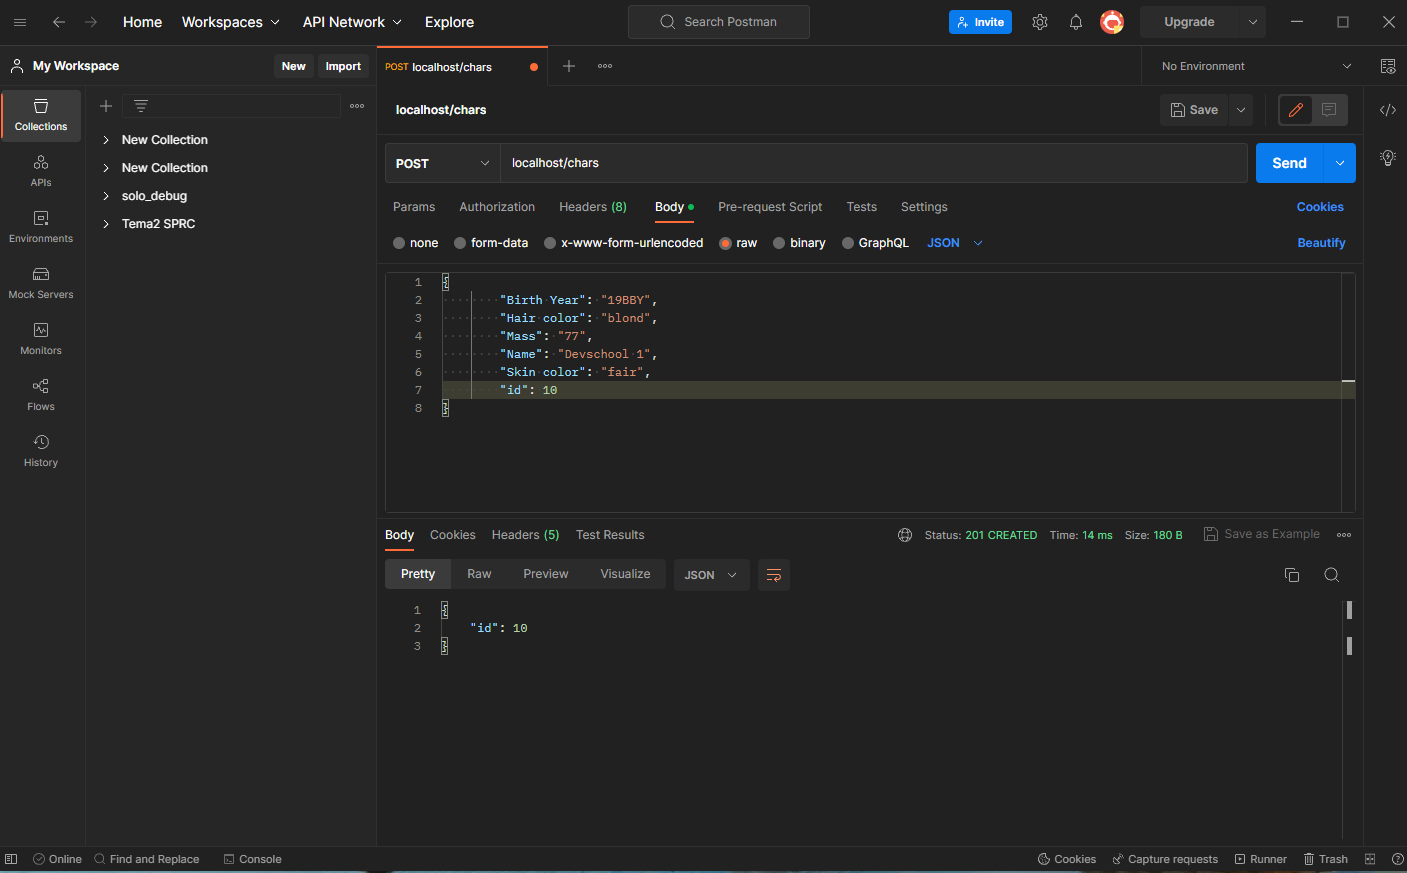 Home Workspaces API Network Explore Search Postman Invite Upgrade
My Workspace New Import POST localhost/chars No Environment
Collections
APIs
Environments
Mock Servers
Monitors
Flows
History
New Collection
New Collection
solo_debug
Tema2 SPRC
localhost/chars Save
POST localhost/chars Send
Params Authorization Headers (8) Body Pre-request Script Tests Settings Cookies
none form-data x-www-form-urlencoded raw binary GraphQL JSON Beautify
1 {
2 "Birth Year": "19BBY",
3 "Hair color": "blond",
4 "Mass": "77",
5 "Name": "Devschool 1",
6 "Skin color": "fair",
7 "id": 10
8 }
Body Cookies Headers (5) Test Results Status: 201 CREATED Time: 14 ms Size: 180 B Save as Example
Pretty Raw Preview Visualize JSON
1 {
2 "id": 10
3 }
Online Find and Replace Console Cookies Capture requests Runner Trash